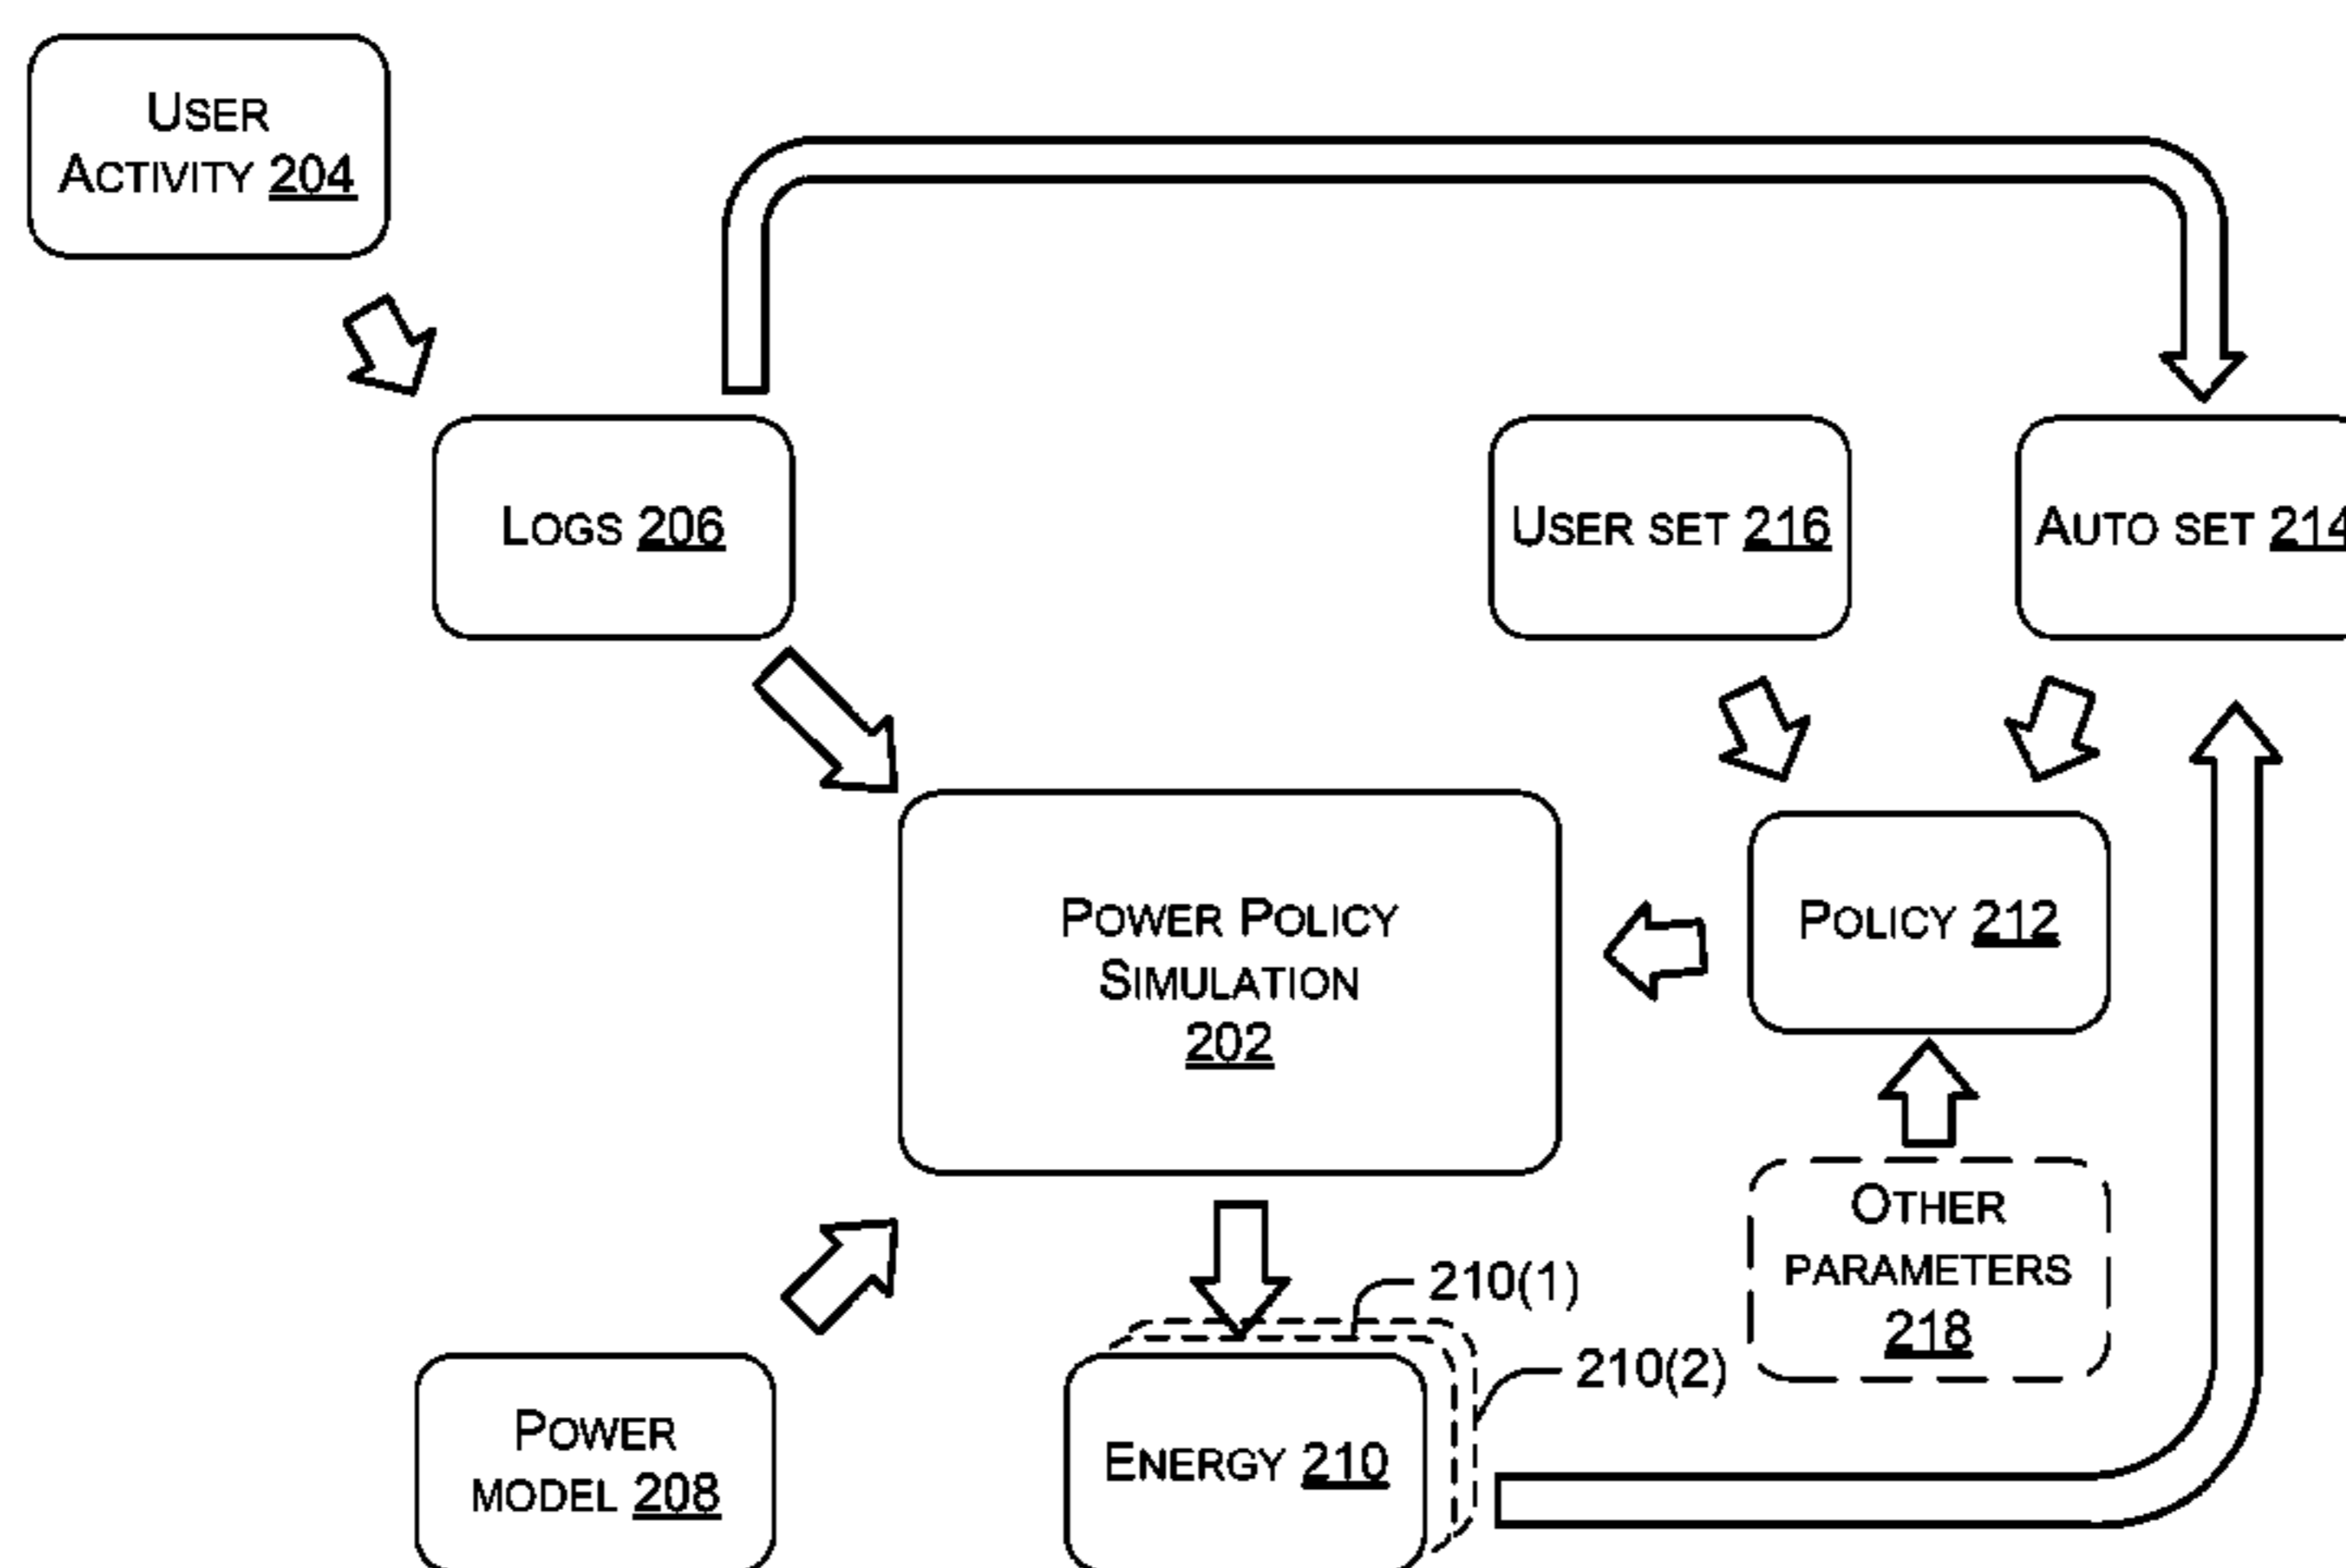 USER
ACTIVITY 204
LOGS 206
USER SET 216
AUTO SET 214
POWER POLICY
SIMULATION
202
POLICY 212
OTHER
PARAMETERS
218
210(1)
210(2)
POWER
MODEL 208
ENERGY 210